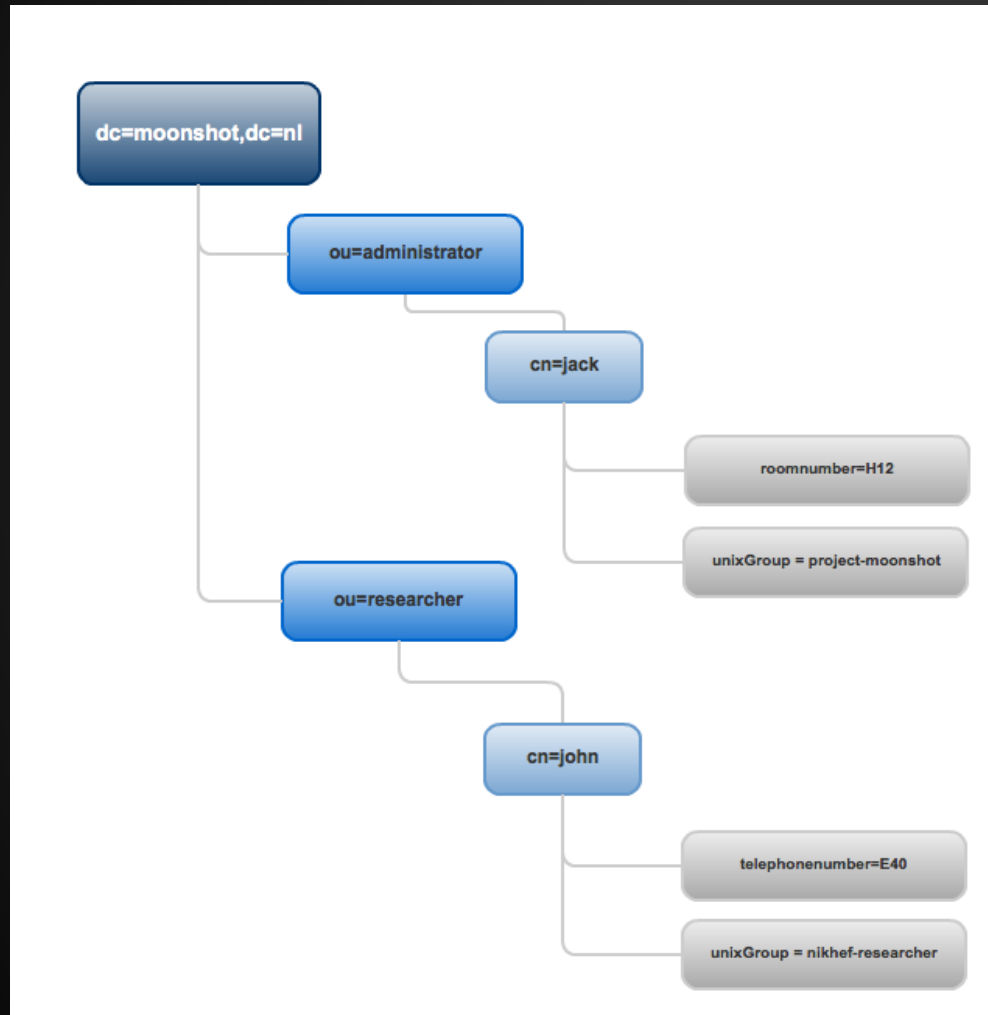 dc=moonshot,dc=nl
ou=administrator
cn=jack
roomnumber=H12
unixGroup = project-moonshot
ou=researcher
cn=john
telephonenumber=E40
unixGroup = nikhef-researcher